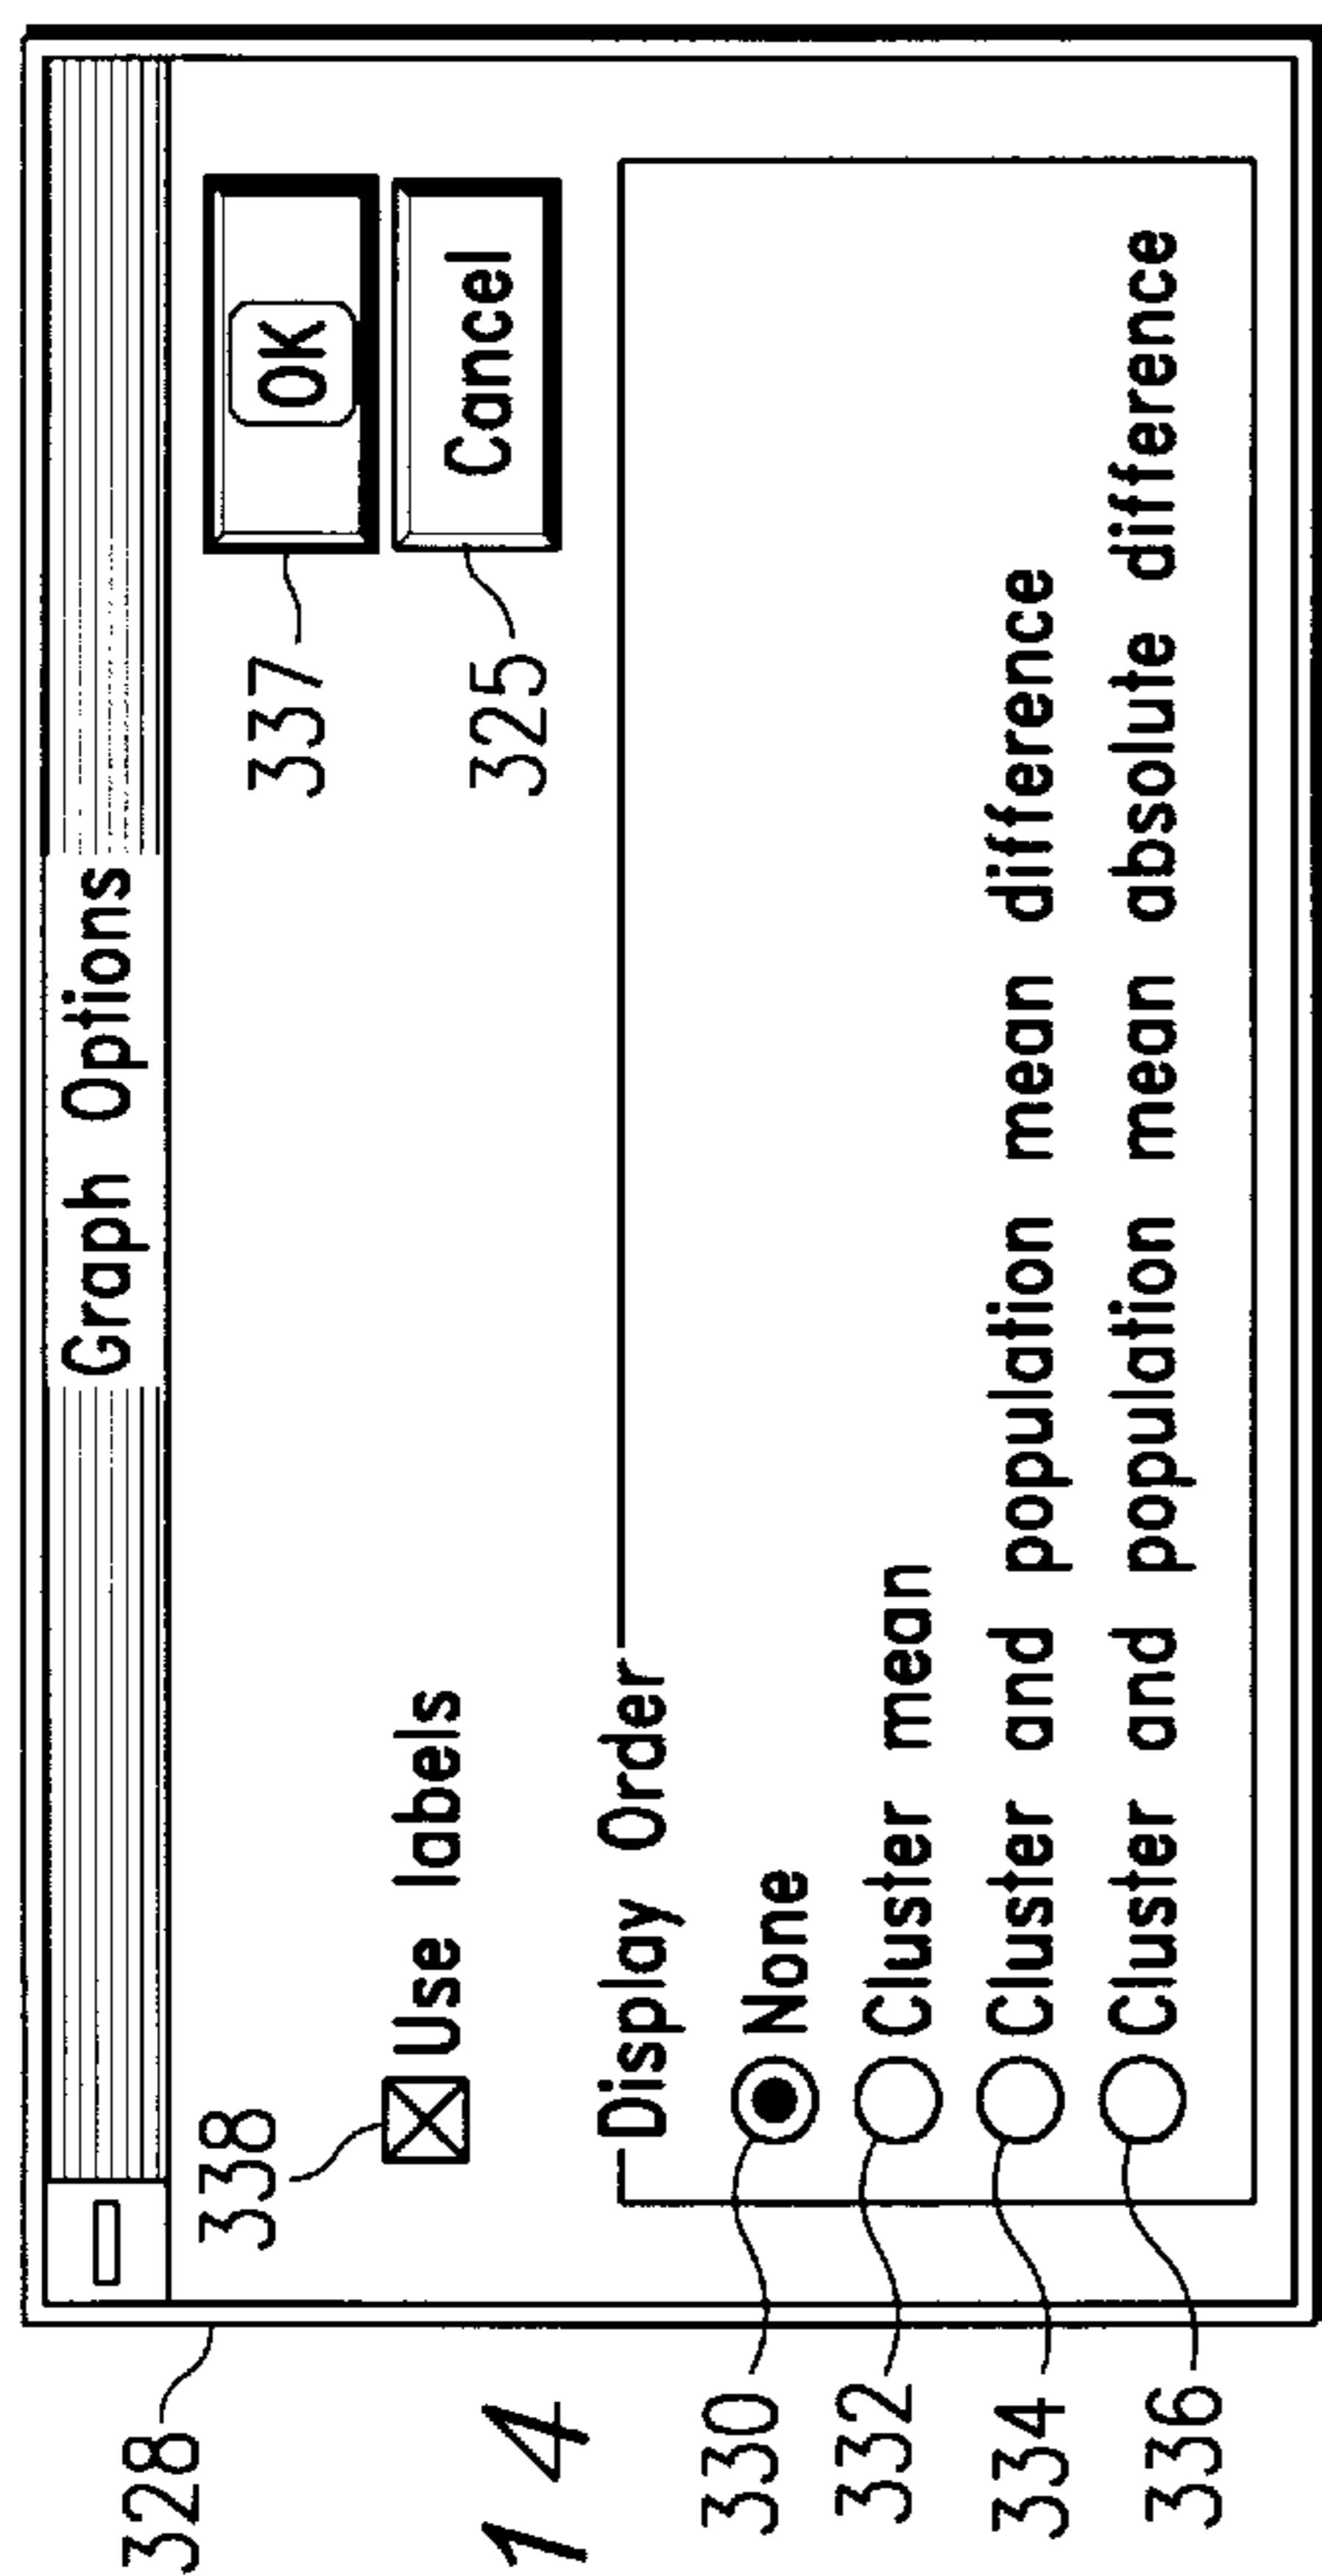 328
Graph Options
338
Use labels
337
OK
325
Cancel
14
Display Order
330
None
332
Cluster mean
334
Cluster and population mean difference
336
Cluster and population mean absolute difference